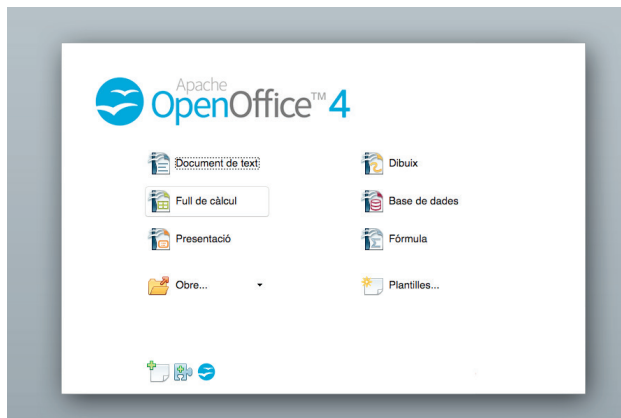 Apache
OpenOffice™ 4
Document de text
Dibuix
Full de càlcul
Base de dades
Presentació
Fórmula
Obre...
Plantilles...